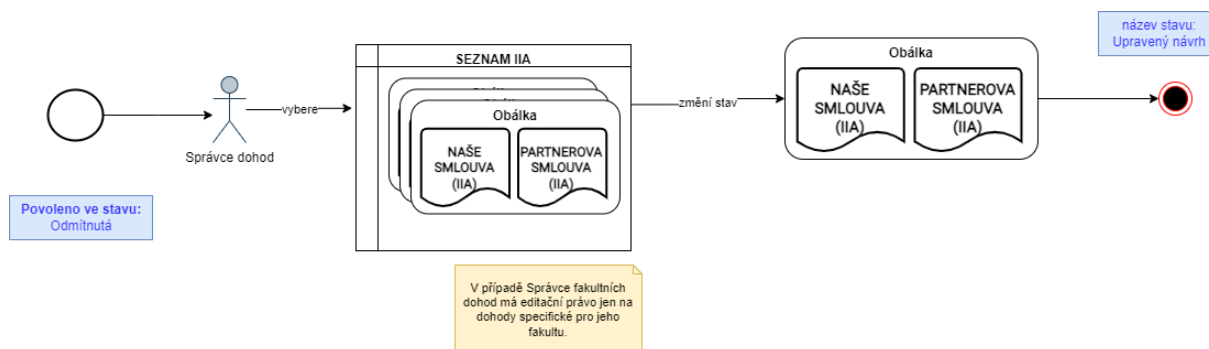 název stavu:
Upravený návrh
SEZNAM IIA
Obálka
NAŠE
SMLOUVA
(IIA)
PARTNEROVA
SMLOUVA
(IIA)
vybere
změní stav
Obálka
NAŠE
SMLOUVA
(IIA)
PARTNEROVA
SMLOUVA
(IIA)
Správce dohod
Povoleno ve stavu:
Odmítnutá
V případě Správce fakultních
dohod má editační právo jen na
dohody specifické pro jeho
fakultu.